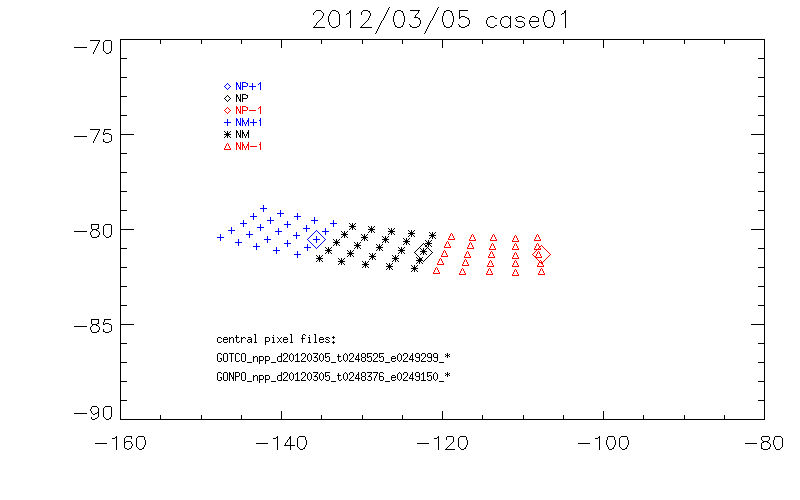 2012/03/05 case01
-70
NP+1
NP
NP-1
NM+1
NM
NM-1
-75
-80
-85
central pixel files:
GOTCO_npp_d20120305_t0248525_e0249299_*
GONPO_npp_d20120305_t0248376_e0249150_*
-90
-160 -140 -120 -100 -80